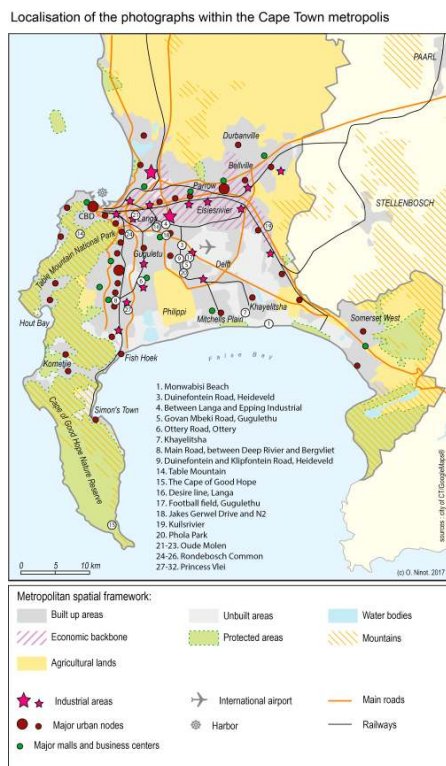 Localisation of the photographs within the Cape Town metropolis
PAARL
Durbanville
Bellville
Parow
Harbor
CBD
Elsiesrivier
STELLENBOSCH
Langa
Table Mountain National Park
Guguletu
Delft
Philippi
Khayelitsha
Mitchells Plain
Somerset West
Hout Bay
False Bay
Fish Hoek
Kometjie
Simon's Town
Cape of Good Hope Nature Reserve
1. Monwabisi Beach
3. Duinefontein Road, Heideveld
4. Between Langa and Epping Industrial
5. Govan Mbeki Road, Gugulethu
6. Ottery Road, Ottery
7. Khayelitsha
8. Main Road, between Deep Rivier and Bergvliet
9. Duinefontein and Klipfontein Road, Heideveld
14. Table Mountain
15. The Cape of Good Hope
16. Desire line, Langa
17. Football field, Gugulethu
18. Jakes Gerwel Drive and N2
19. Kuilsrivier
20. Phola Park
21-23. Oude Molen
24-26. Rondebosch Common
27-32. Princess Vlei
0 5 10 km
(c) O. Ninot. 2017
sources : city of CT/GoogleMaps®
Metropolitan spatial framework:
Built up areas
Unbuilt areas
Water bodies
Economic backbone
Protected areas
Mountains
Agricultural lands
Industrial areas
International airport
Main roads
Major urban nodes
Harbor
Railways
Major malls and business centers